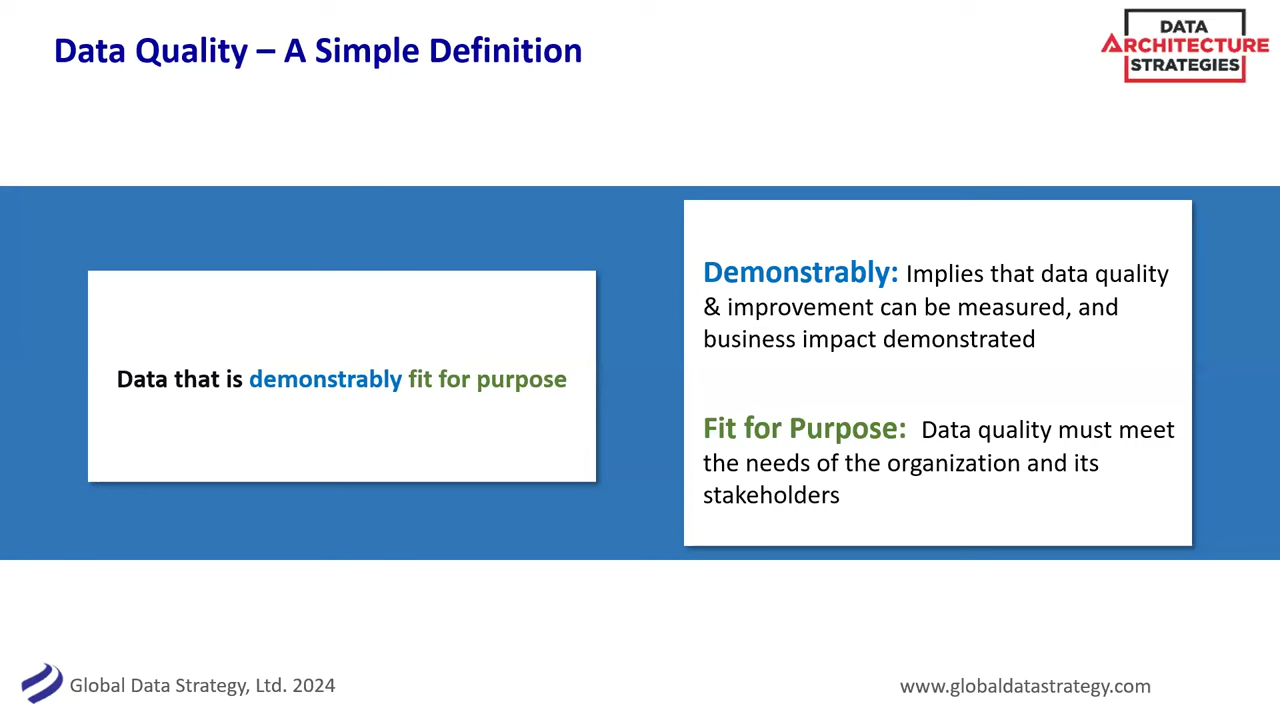 Data Quality – A Simple Definition
DATA
ARCHITECTURE
STRATEGIES
Data that is demonstrably fit for purpose
Demonstrably: Implies that data quality
& improvement can be measured, and
business impact demonstrated
Fit for Purpose: Data quality must meet
the needs of the organization and its
stakeholders
Global Data Strategy, Ltd. 2024
www.globaldatastrategy.com